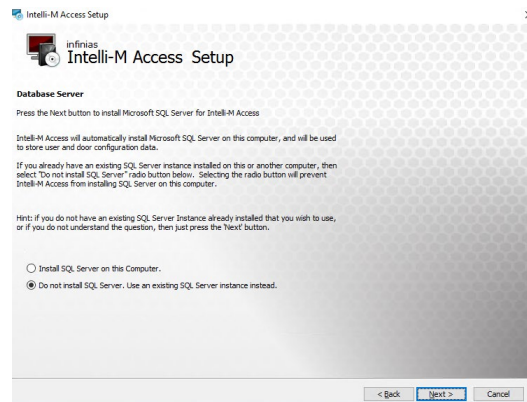 Intelli-M Access Setup
infinias
Intelli-M Access Setup
Database Server
Press the Next button to install Microsoft SQL Server for Intelli-M Access
Intelli-M Access will automatically install Microsoft SQL Server on this computer, and will be used
to store user and door configuration data.
If you already have an existing SQL Server instance installed on this or another computer, then
select "Do not install SQL Server" radio button below. Selecting the radio button will prevent
Intelli-M Access from installing SQL Server on this computer.
Hint: if you do not have an existing SQL Server Instance already installed that you wish to use,
or if you do not understand the question, then just press the 'Next' button.
Install SQL Server on this Computer.
Do not install SQL Server. Use an existing SQL Server instance instead.
< Back Next > Cancel